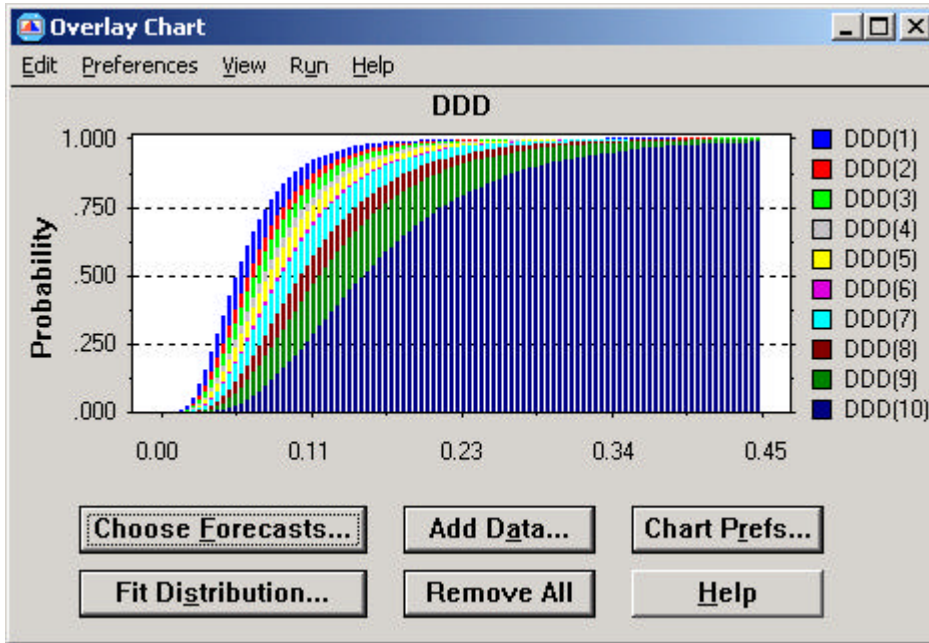 Overlay Chart
Edit Preferences View Run Help
DDD
Probability
1.000
.750
.500
.250
.000
0.00 0.11 0.23 0.34 0.45
DDD(1)
DDD(2)
DDD(3)
DDD(4)
DDD(5)
DDD(6)
DDD(7)
DDD(8)
DDD(9)
DDD(10)
Choose Forecasts... Add Data... Chart Prefs...
Fit Distribution... Remove All Help